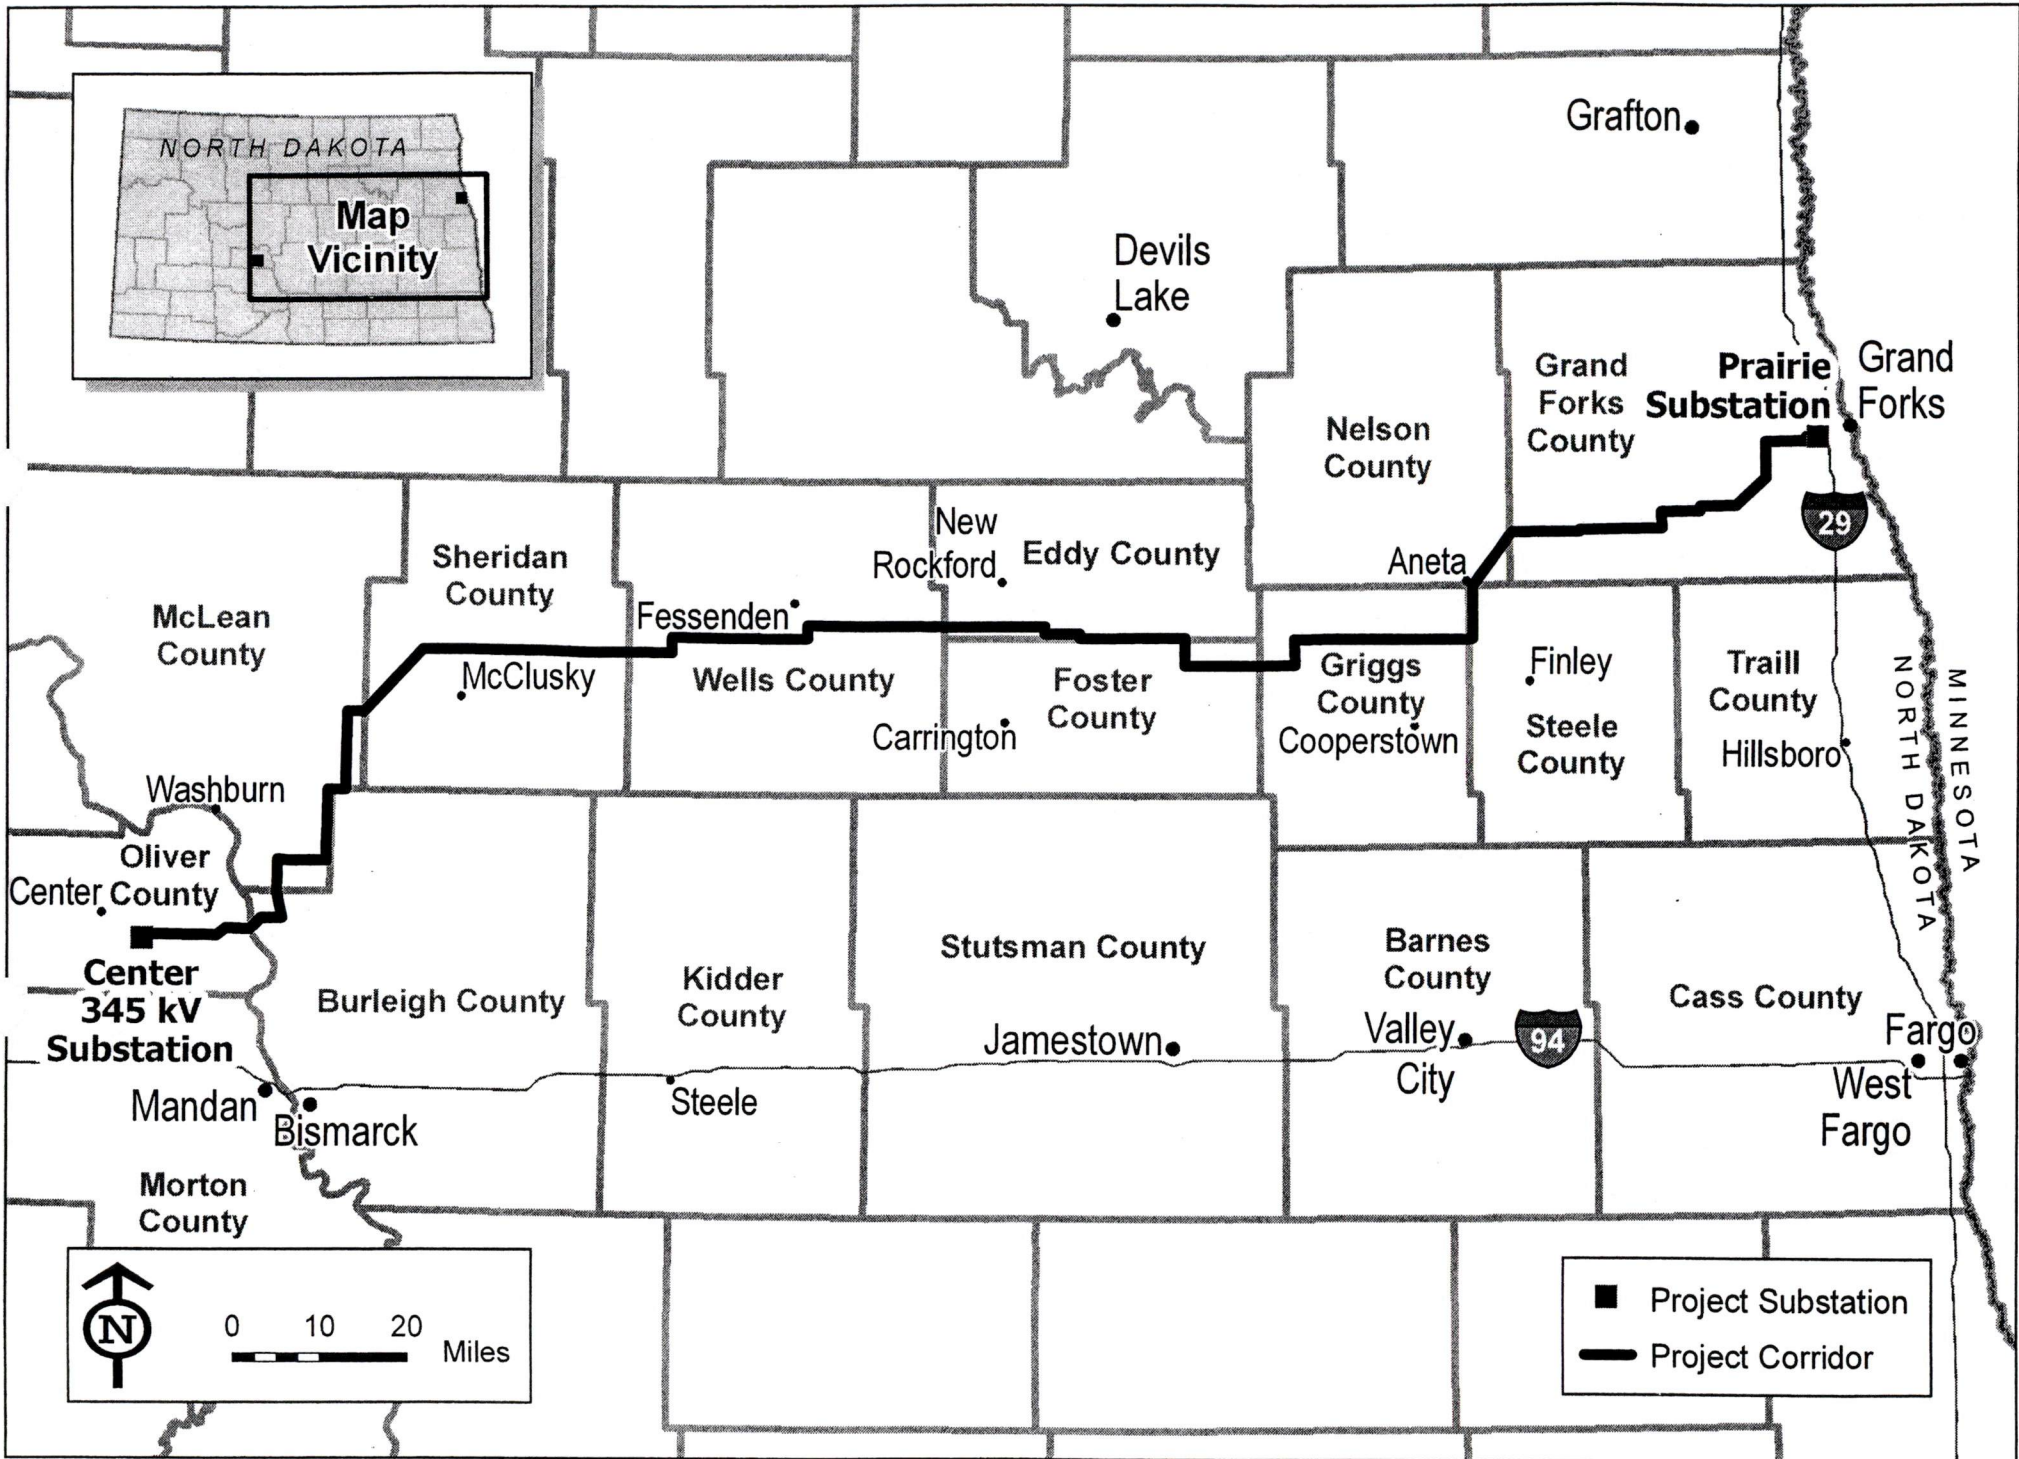 NORTH DAKOTA
Map
Vicinity
Grafton
Devils
Lake
Grand
Forks
County
Prairie
Substation
Grand
Forks
Nelson
County
29
New
Rockford
Eddy County
Aneta
Sheridan
County
McLean
County
Fessenden
McClusky
Wells County
Foster
County
Griggs
County
Cooperstown
Finley
Steele
County
Traill
County
Hillsboro
NORTH DAKOTA
MINNESOTA
Carrington
Washburn
Oliver
County
Center
Center
345 kV
Substation
Burleigh County
Kidder
County
Stutsman County
Barnes
County
Cass County
Jamestown
Valley
City
94
Fargo
West
Fargo
Mandan
Bismarck
Steele
Morton
County
N
0 10 20
Miles
Project Substation
Project Corridor